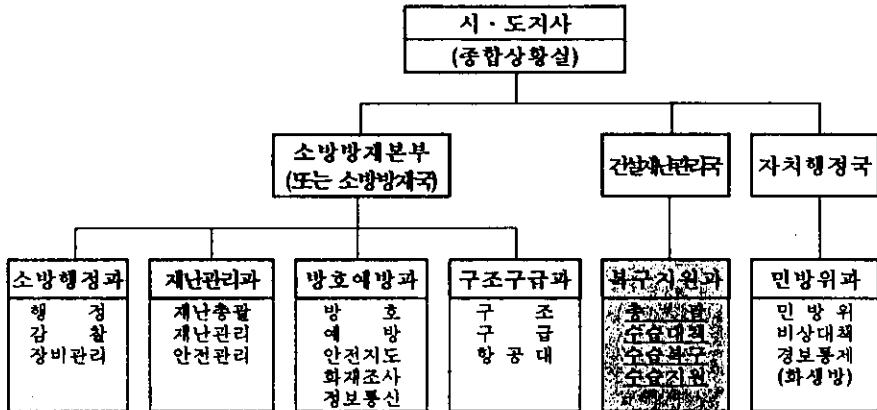 시 · 도지사
(종합상황실)
소방방재본부
(또는 소방방재국)
건설재난관리국
자치행정국
소방행정과
행 정
감 찰
장비관리
재난관리과
재난총괄
재난관리
안전관리
방호예방과
방 호
예 방
안전지도
화재조사
정보통신
구조구급과
구 조
구 급
항공대
복구지원과
총 괄
수습대책
수습복구
수습지원
민방위과
민 방 위
비상대책
경보통제
(화생방)